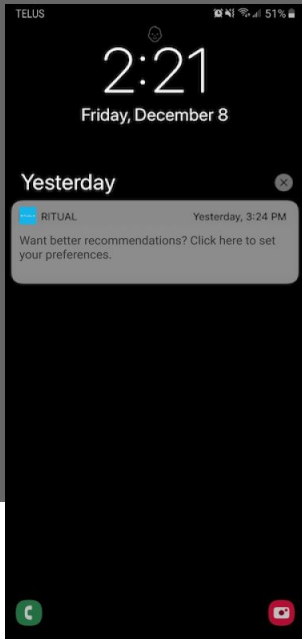 TELUS 51%
2:21
Friday, December 8
Yesterday
RITUAL Yesterday, 3:24 PM
Want better recommendations? Click here to set
your preferences.